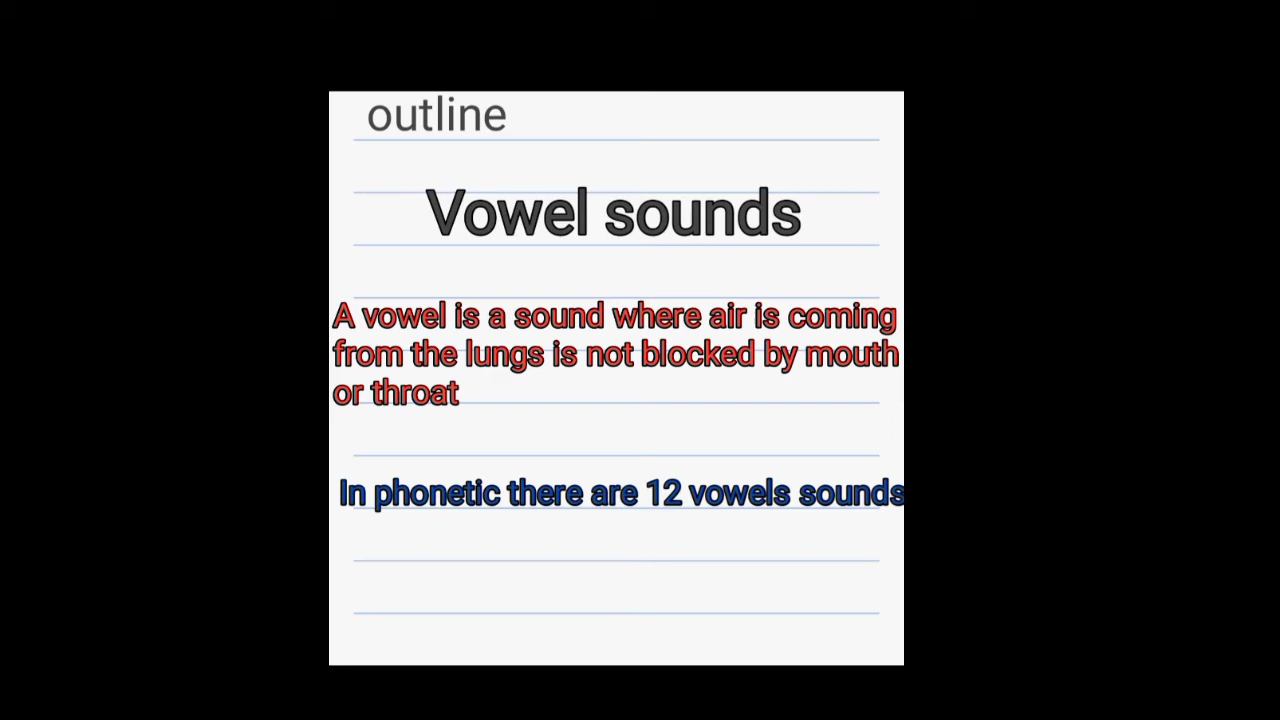 outline
Vowel sounds
A vowel is a sound where air is coming
from the lungs is not blocked by mouth
or throat
In phonetic there are 12 vowels sounds